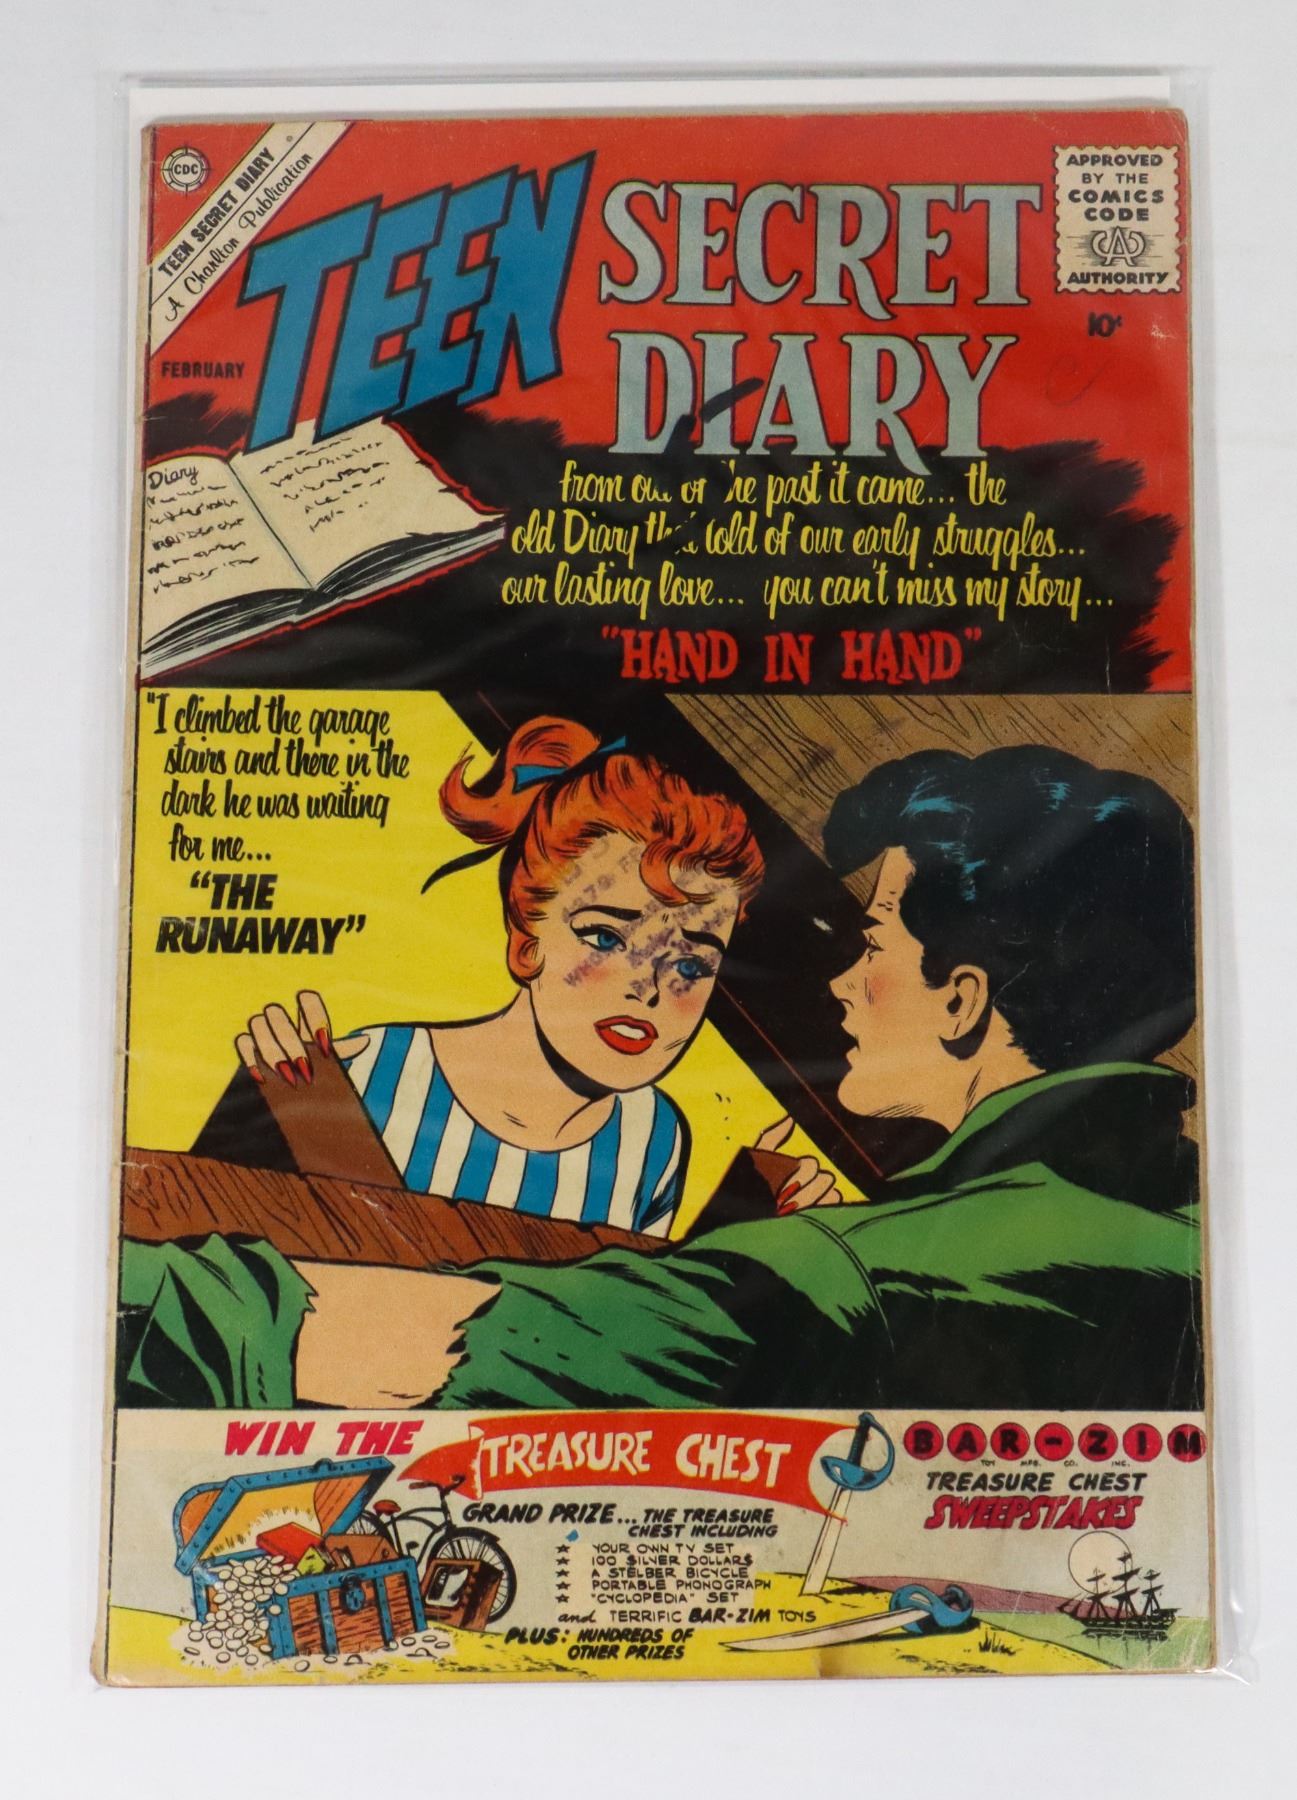 CDC
TEEN SECRET DIARY
A Charlton Publication
FEBRUARY
TEEN
SECRET
DIARY
APPROVED
BY THE
COMICS
CODE
A
AUTHORITY
10¢
Diary
from out of he past it came... the
old Diary that told of our early struggles...
our lasting love... you can't miss my story...
"HAND IN HAND"
"I climbed the garage
stairs and there in the
dark he was waiting
for me...
"THE
RUNAWAY"
WIN THE
TREASURE CHEST
GRAND PRIZE... THE TREASURE
CHEST INCLUDING
★ YOUR OWN TV SET
★ 100 SILVER DOLLARS
★ A STELBER BICYCLE
★ PORTABLE PHONOGRAPH
★ "CYCLOPEDIA" SET
and TERRIFIC BAR-ZIM TOYS
PLUS: HUNDREDS OF
OTHER PRIZES
BAR-ZIM
TOY MFG. CO. INC.
TREASURE CHEST
SWEEPSTAKES